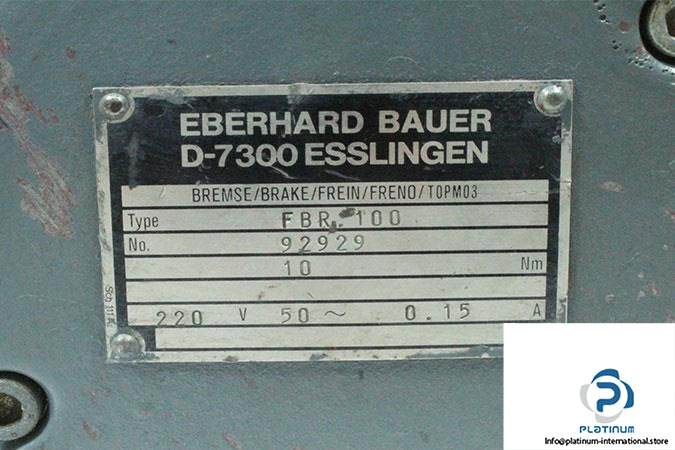 EBERHARD BAUER
D-7300 ESSLINGEN
BREMSE/BRAKE/FREIN/FRENO/TOPM03
Type FBR. 100
No. 92929
10 Nm
220 V 50 ~ 0.15 A
PLATINUM
Info@platinum-international.store